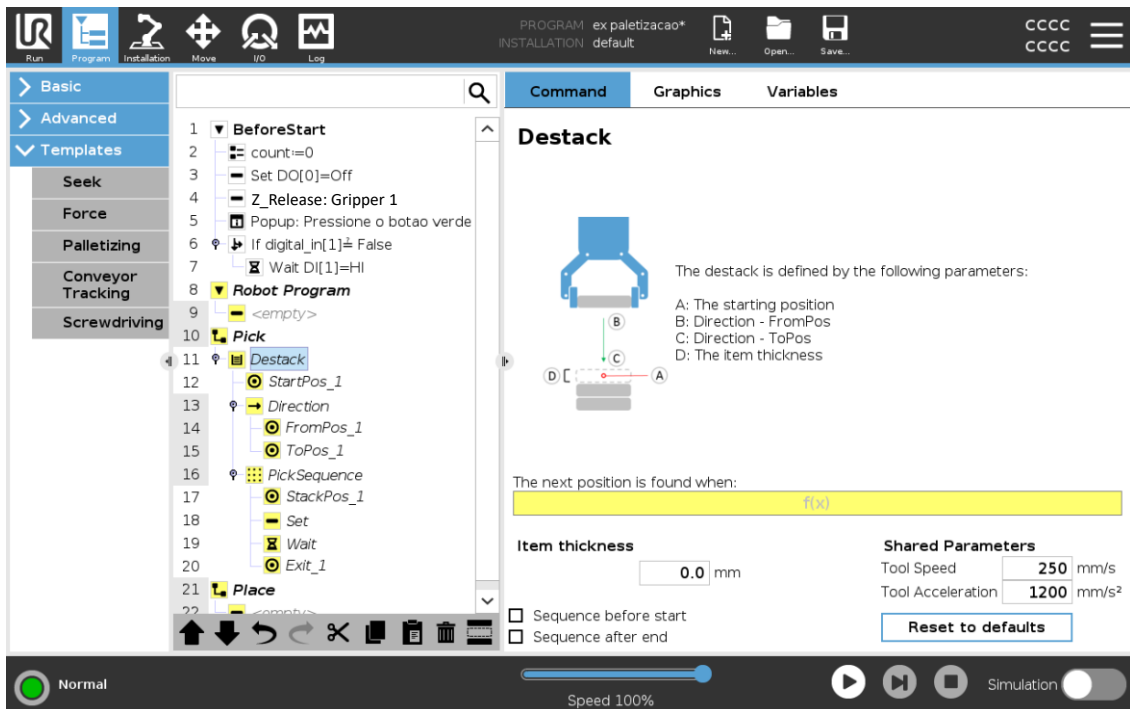 PROGRAM ex paletizacao*
INSTALLATION default
CCCC
CCCC
UR
Run
Program
Installation
Move
I/O
Log
New...
Open...
Save...
Basic
Advanced
Templates
Seek
Force
Palletizing
Conveyor
Tracking
Screwdriving
1 BeforeStart
2 count:=0
3 Set DO[0]=Off
4 Z_Release: Gripper 1
5 Popup: Pressione o botao verde
6 If digital_in[1]≟ False
7 Wait DI[1]=HI
8 Robot Program
9 <empty>
10 Pick
11 Destack
12 StartPos_1
13 Direction
14 FromPos_1
15 ToPos_1
16 PickSequence
17 StackPos_1
18 Set
19 Wait
20 Exit_1
21 Place
22 <empty>
Command Graphics Variables
Destack
B
C
D
A
The destack is defined by the following parameters:
A: The starting position
B: Direction - FromPos
C: Direction - ToPos
D: The item thickness
The next position is found when:
f(x)
Item thickness
0.0 mm
Sequence before start
Sequence after end
Shared Parameters
Tool Speed 250 mm/s
Tool Acceleration 1200 mm/s²
Reset to defaults
Normal
Speed 100%
Simulation